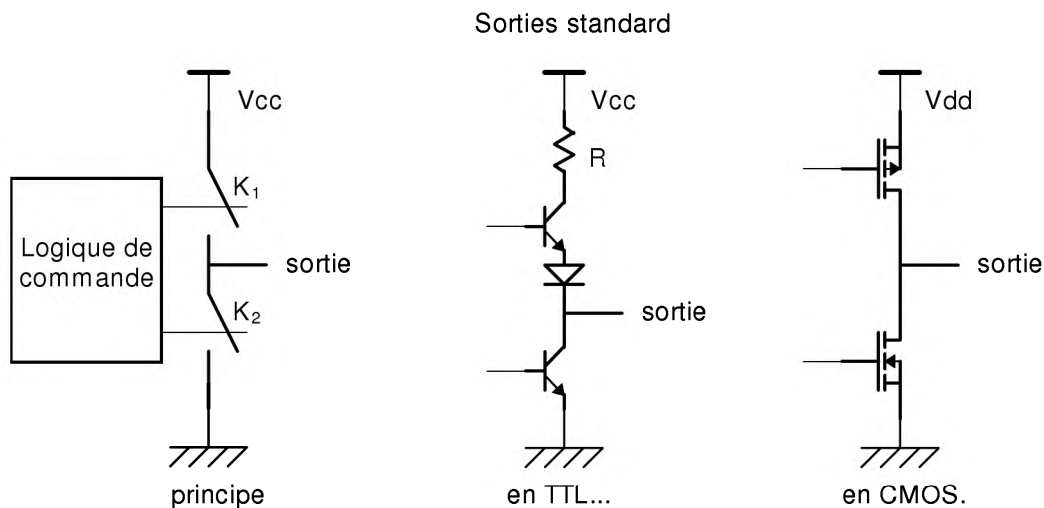 Sorties standard
Vcc
K1
Logique de
commande
sortie
K2
principe
Vcc
R
sortie
en TTL...
Vdd
sortie
en CMOS.